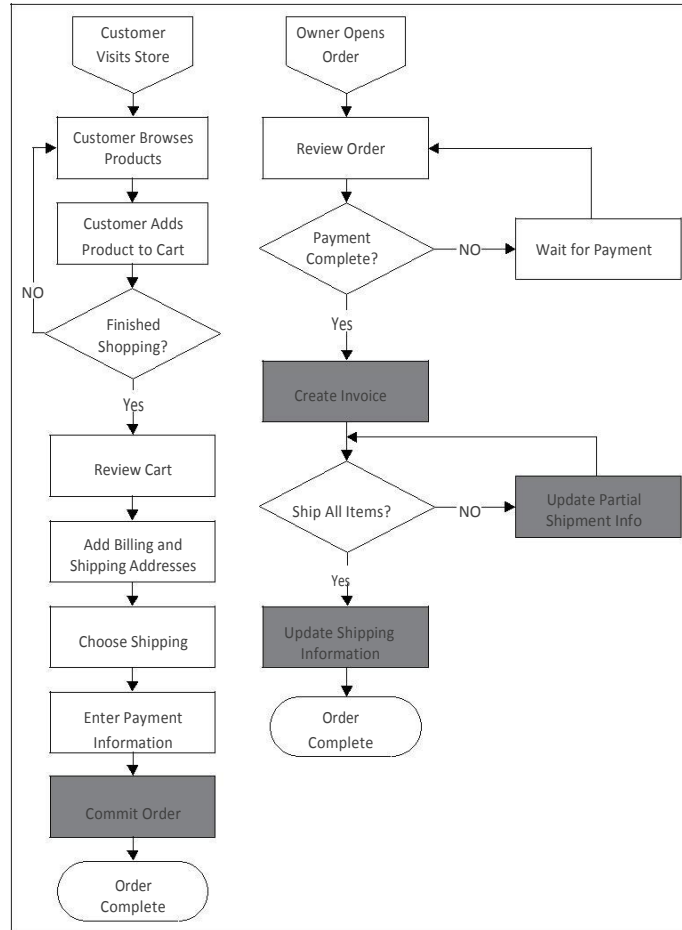 Customer
Visits Store
Customer Browses
Products
Customer Adds
Product to Cart
NO
Finished
Shopping?
Yes
Review Cart
Add Billing and
Shipping Addresses
Choose Shipping
Enter Payment
Information
Commit Order
Order
Complete
Owner Opens
Order
Review Order
Payment
Complete?
NO
Wait for Payment
Yes
Create Invoice
Ship All Items?
NO
Update Partial
Shipment Info
Yes
Update Shipping
Information
Order
Complete